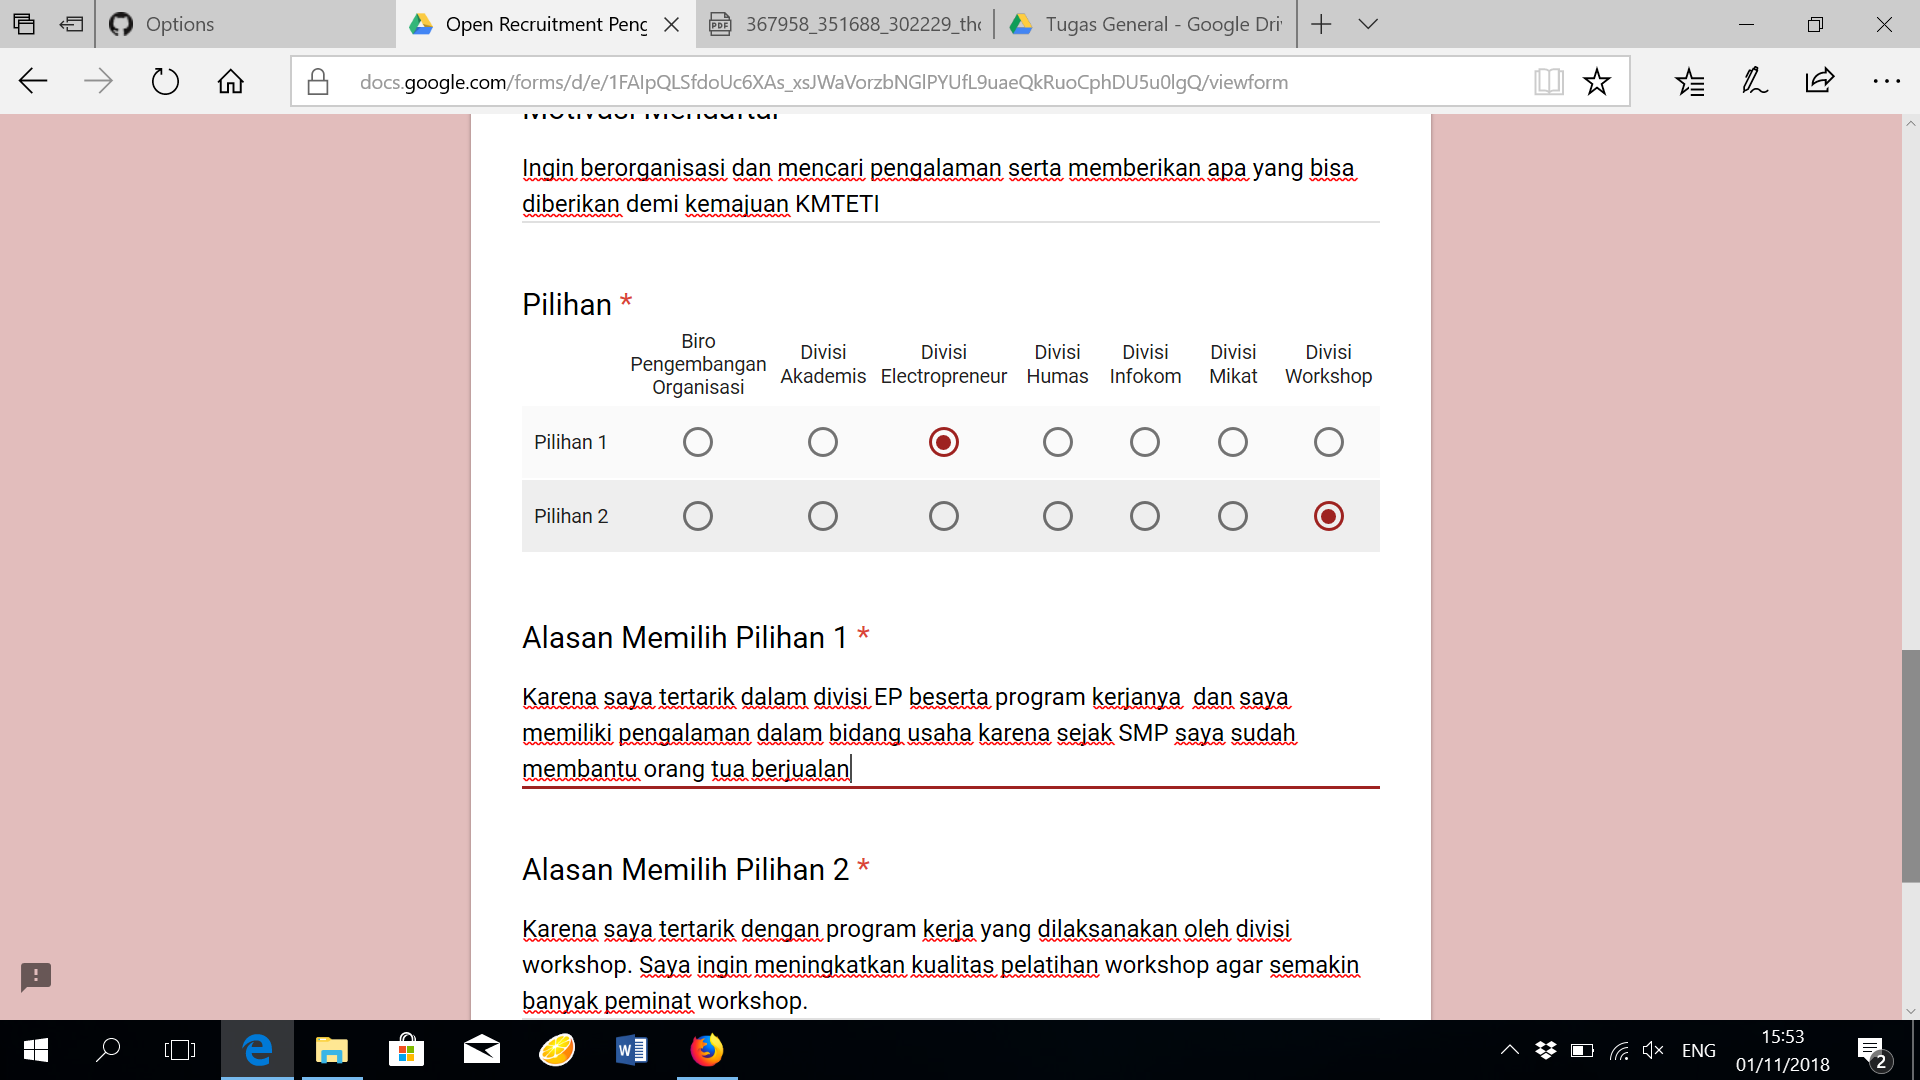 Options
Open Recruitment Peng
367958_351688_302229_the
Tugas General - Google Dri
docs.google.com/forms/d/e/1FAIpQLSfdoUc6XAs_xsJWaVorzbNGlPYUfL9uaeQkRuoCphDU5u0lgQ/viewform
Motivasi Mendaftar
Ingin berorganisasi dan mencari pengalaman serta memberikan apa yang bisa
diberikan demi kemajuan KMTETI
Pilihan *
Biro
Pengembangan
Organisasi
Divisi
Akademis
Divisi
Electropreneur
Divisi
Humas
Divisi
Infokom
Divisi
Mikat
Divisi
Workshop
Pilihan 1
Pilihan 2
Alasan Memilih Pilihan 1 *
Karena saya tertarik dalam divisi EP beserta program kerjanya  dan saya
memiliki pengalaman dalam bidang usaha karena sejak SMP saya sudah
membantu orang tua berjualan
Alasan Memilih Pilihan 2 *
Karena saya tertarik dengan program kerja yang dilaksanakan oleh divisi
workshop. Saya ingin meningkatkan kualitas pelatihan workshop agar semakin
banyak peminat workshop.
ENG
15:53
01/11/2018
2